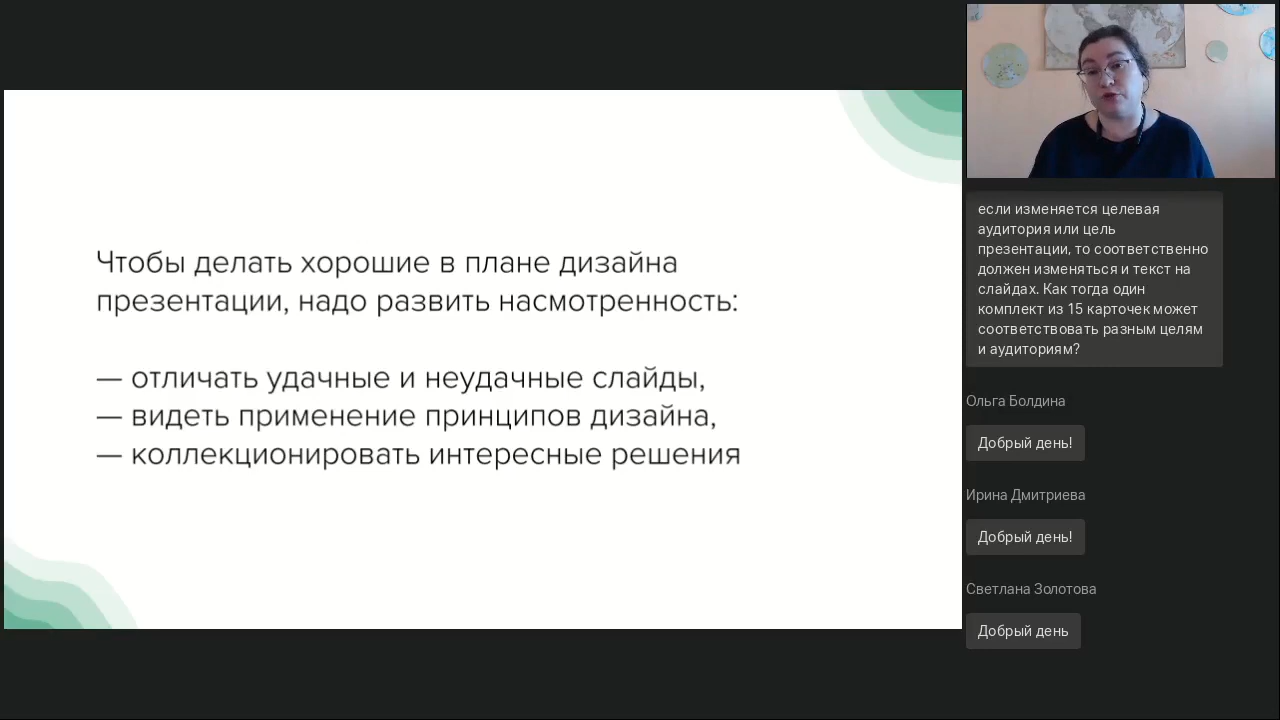 Чтобы делать хорошие в плане дизайна
презентации, надо развить насмотренность:
— отличать удачные и неудачные слайды,
— видеть применение принципов дизайна,
— коллекционировать интересные решения
если изменяется целевая
аудитория или цель
презентации, то соответственно
должен изменяться и текст на
слайдах. Как тогда один
комплект из 15 карточек может
соответствовать разным целям
и аудиториям?
Ольга Болдина
Добрый день!
Ирина Дмитриева
Добрый день!
Светлана Золотова
Добрый день